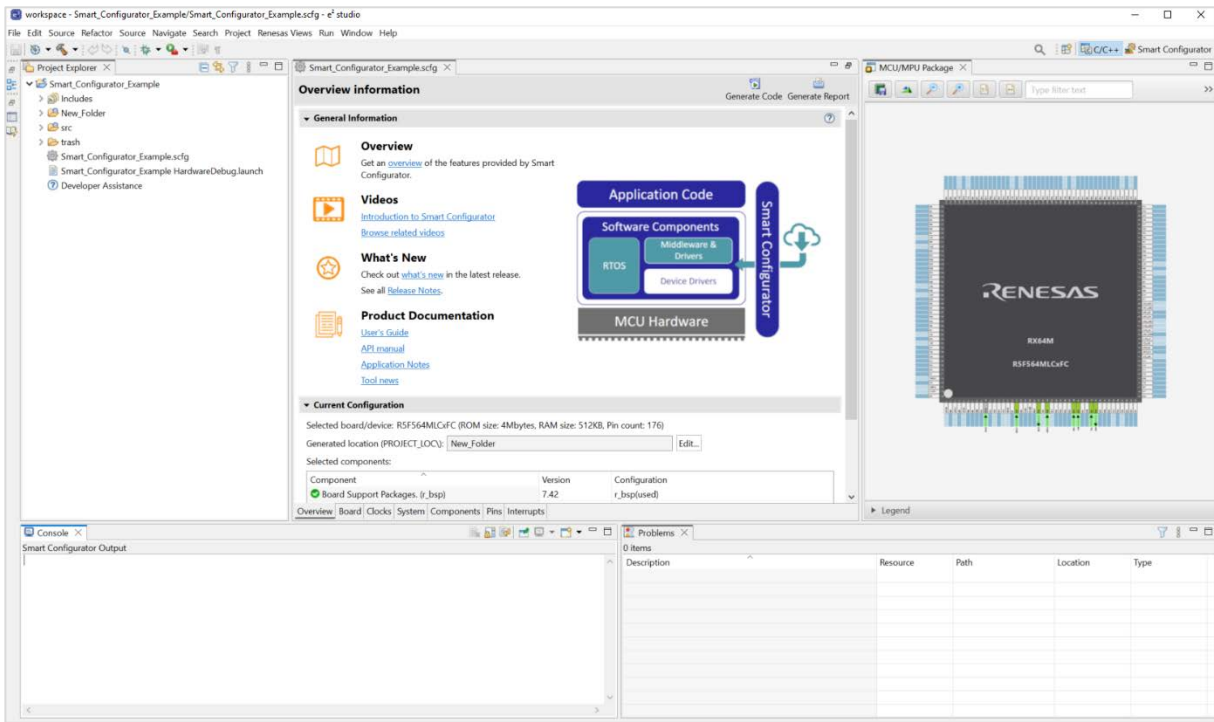 workspace - Smart_Configurator_Example/Smart_Configurator_Example.scfg - e² studio
File Edit Source Refactor Source Navigate Search Project Renesas Views Run Window Help
C/C++ Smart Configurator
Project Explorer
Smart_Configurator_Example
Includes
New_Folder
src
trash
Smart_Configurator_Example.scfg
Smart_Configurator_Example HardwareDebug.launch
Developer Assistance
Smart_Configurator_Example.scfg
Overview information
Generate Code Generate Report
General Information
Overview
Get an overview of the features provided by Smart
Configurator.
Videos
Introduction to Smart Configurator
Browse related videos
What's New
Check out what's new in the latest release.
See all Release Notes.
Product Documentation
User's Guide
API manual
Application Notes
Tool news
Application Code
Software Components
RTOS
Middleware &
Drivers
Device Drivers
MCU Hardware
Smart Configurator
Current Configuration
Selected board/device: R5F564MLCxFC (ROM size: 4Mbytes, RAM size: 512KB, Pin count: 176)
Generated location (PROJECT_LOC\): New_Folder Edit...
Selected components:
Component Version Configuration
Board Support Packages. (r_bsp) 7.42 r_bsp(used)
Overview Board Clocks System Components Pins Interrupts
MCU/MPU Package
Type filter text
RENESAS
RX64M
R5F564MLCxFC
Legend
Console
Smart Configurator Output
Problems
0 items
Description Resource Path Location Type